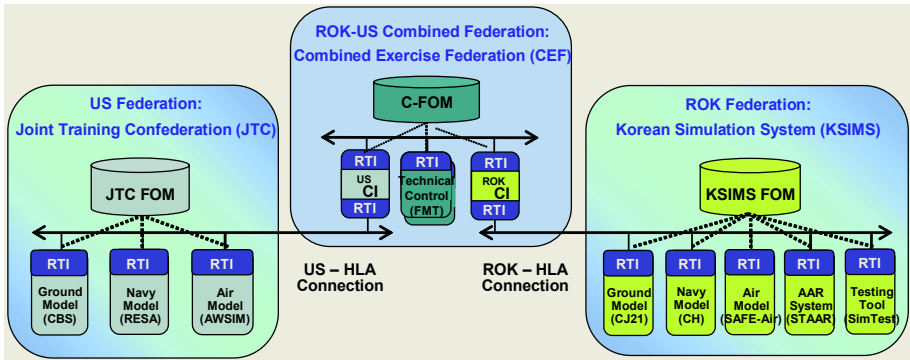 ROK-US Combined Federation:
Combined Exercise Federation (CEF)
C-FOM
RTI
US CI
RTI
RTI
Technical
Control
(FMT)
RTI
ROK CI
RTI
US Federation:
Joint Training Confederation (JTC)
JTC FOM
RTI
Ground
Model
(CBS)
RTI
Navy
Model
(RESA)
RTI
Air
Model
(AWSIM)
US – HLA
Connection
ROK – HLA
Connection
ROK Federation:
Korean Simulation System (KSIMS)
KSIMS FOM
RTI
Ground
Model
(CJ21)
RTI
Navy
Model
(CH)
RTI
Air
Model
(SAFE-Air)
RTI
AAR
System
(STAAR)
RTI
Testing
Tool
(SimTest)